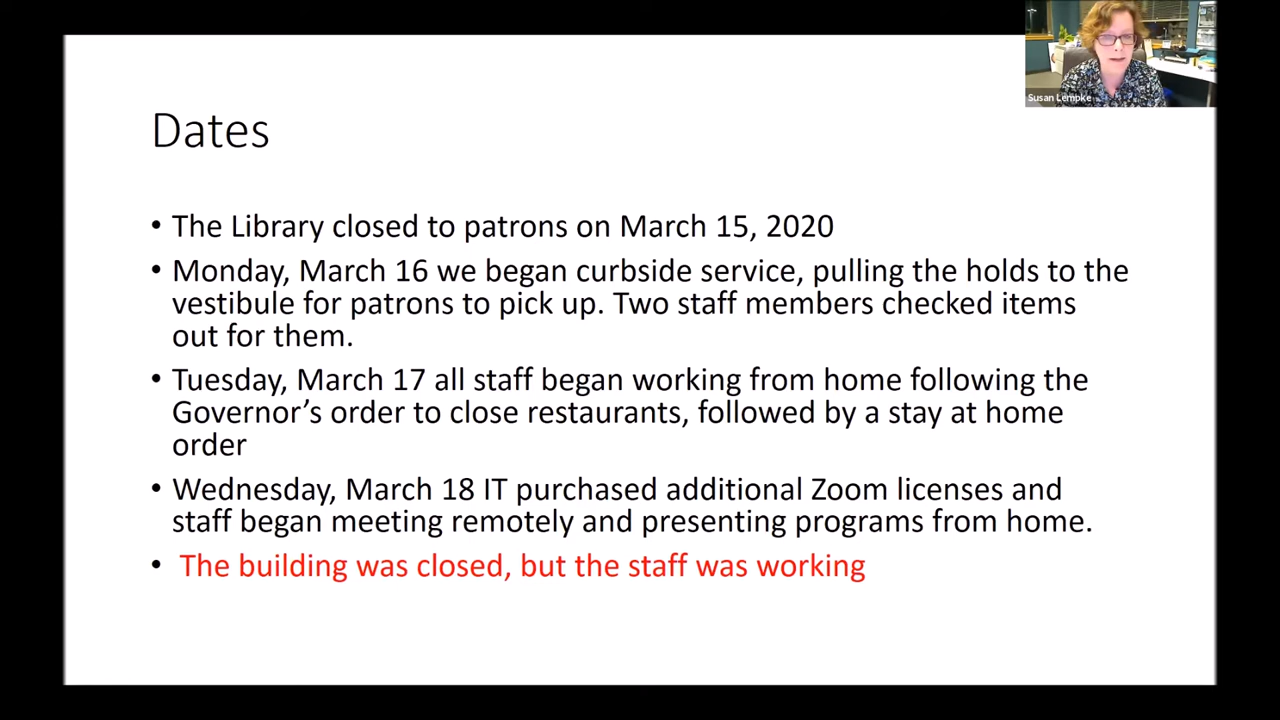 Susan Lempke
Dates
• The Library closed to patrons on March 15, 2020
• Monday, March 16 we began curbside service, pulling the holds to the
vestibule for patrons to pick up. Two staff members checked items
out for them.
• Tuesday, March 17 all staff began working from home following the
Governor’s order to close restaurants, followed by a stay at home
order
• Wednesday, March 18 IT purchased additional Zoom licenses and
staff began meeting remotely and presenting programs from home.
• The building was closed, but the staff was working